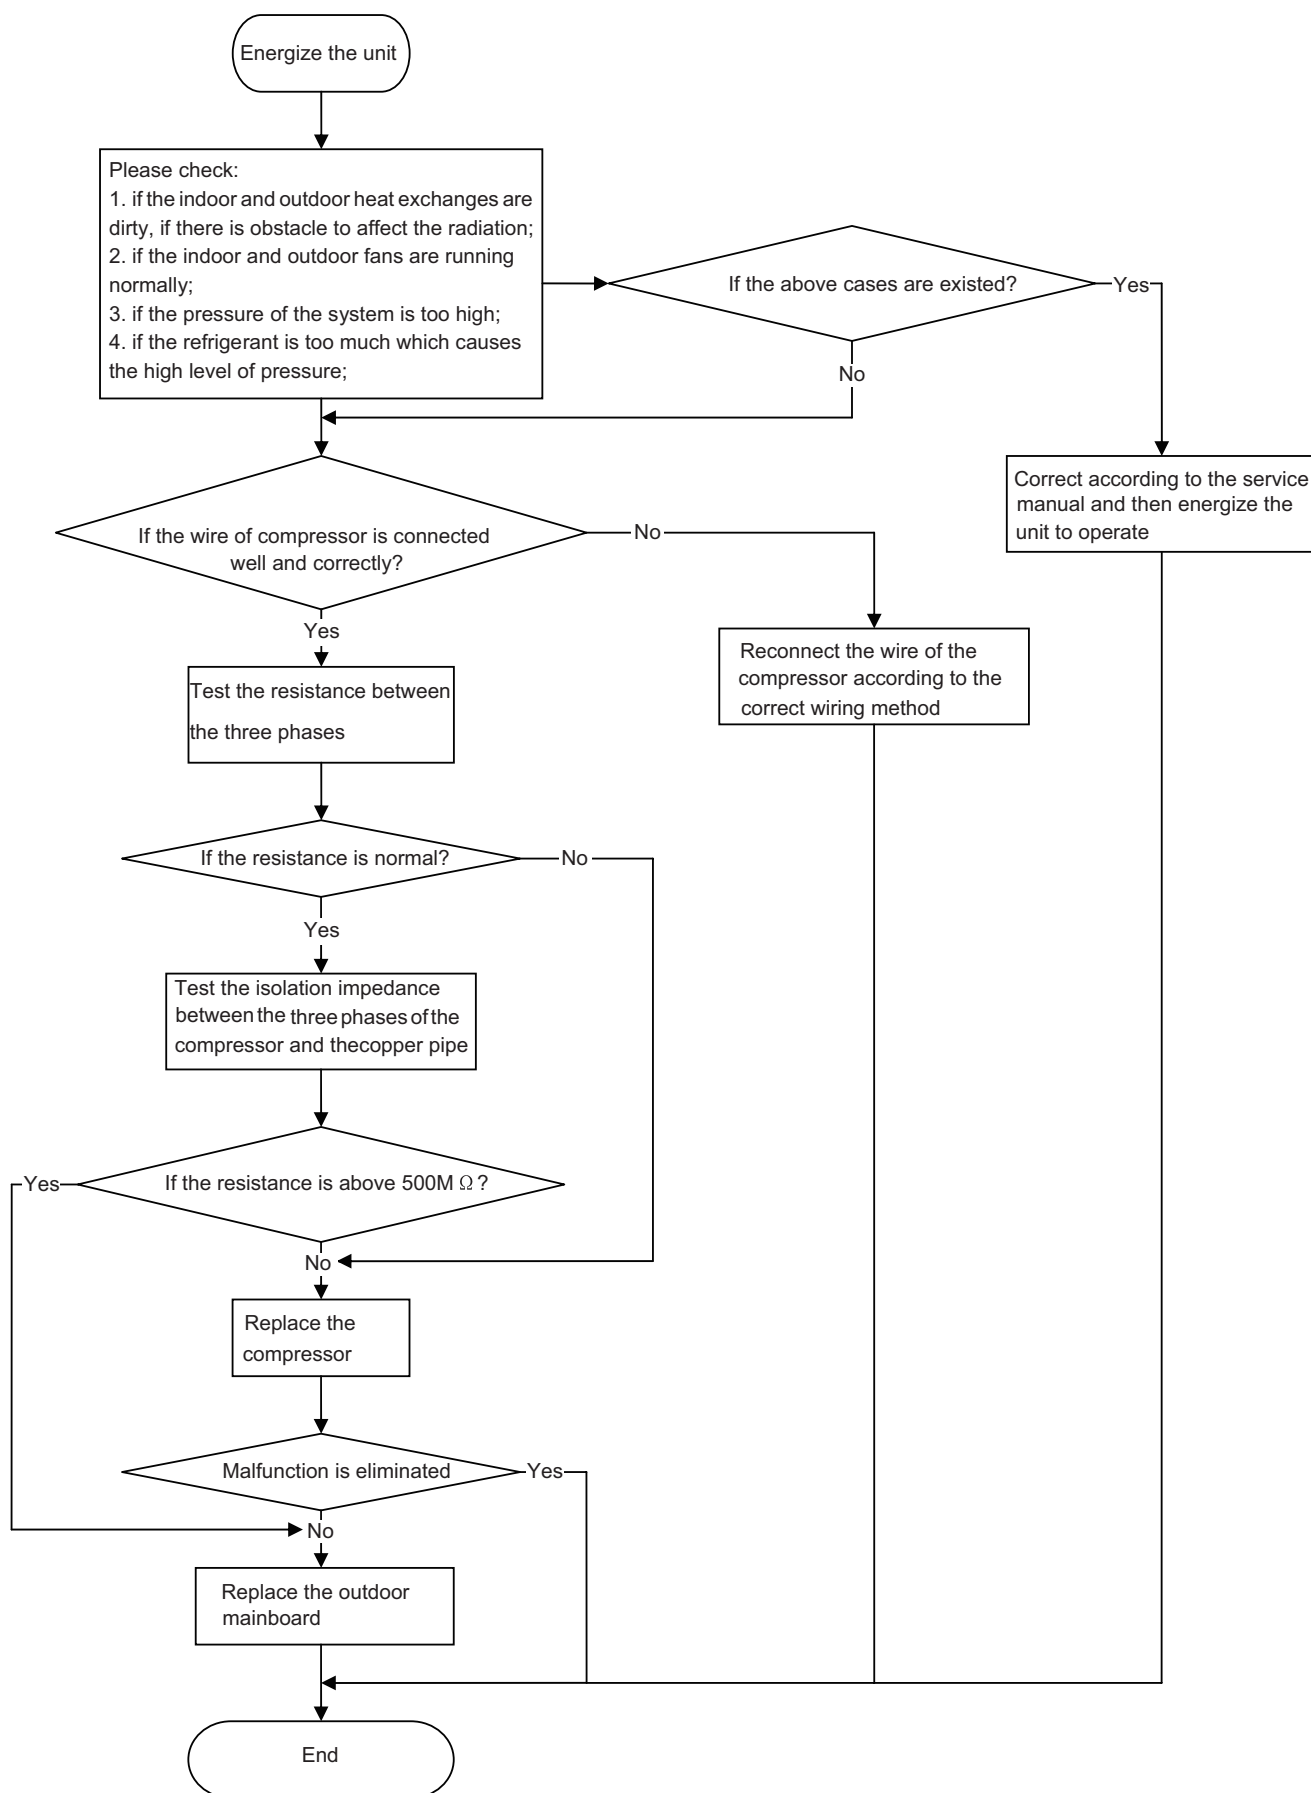 Energize the unit
Please check:
1. if the indoor and outdoor heat exchanges are
dirty, if there is obstacle to affect the radiation;
2. if the indoor and outdoor fans are running
normally;
3. if the pressure of the system is too high;
4. if the refrigerant is too much which causes
the high level of pressure;
If the above cases are existed?
Yes
No
Correct according to the service
manual and then energize the
unit to operate
If the wire of compressor is connected
well and correctly?
No
Yes
Reconnect the wire of the
compressor according to the
correct wiring method
Test the resistance between
the three phases
If the resistance is normal?
No
Yes
Test the isolation impedance
between the three phases of the
compressor and thecopper pipe
Yes
If the resistance is above 500M Ω ?
No
Replace the
compressor
Malfunction is eliminated
Yes
No
Replace the outdoor
mainboard
End